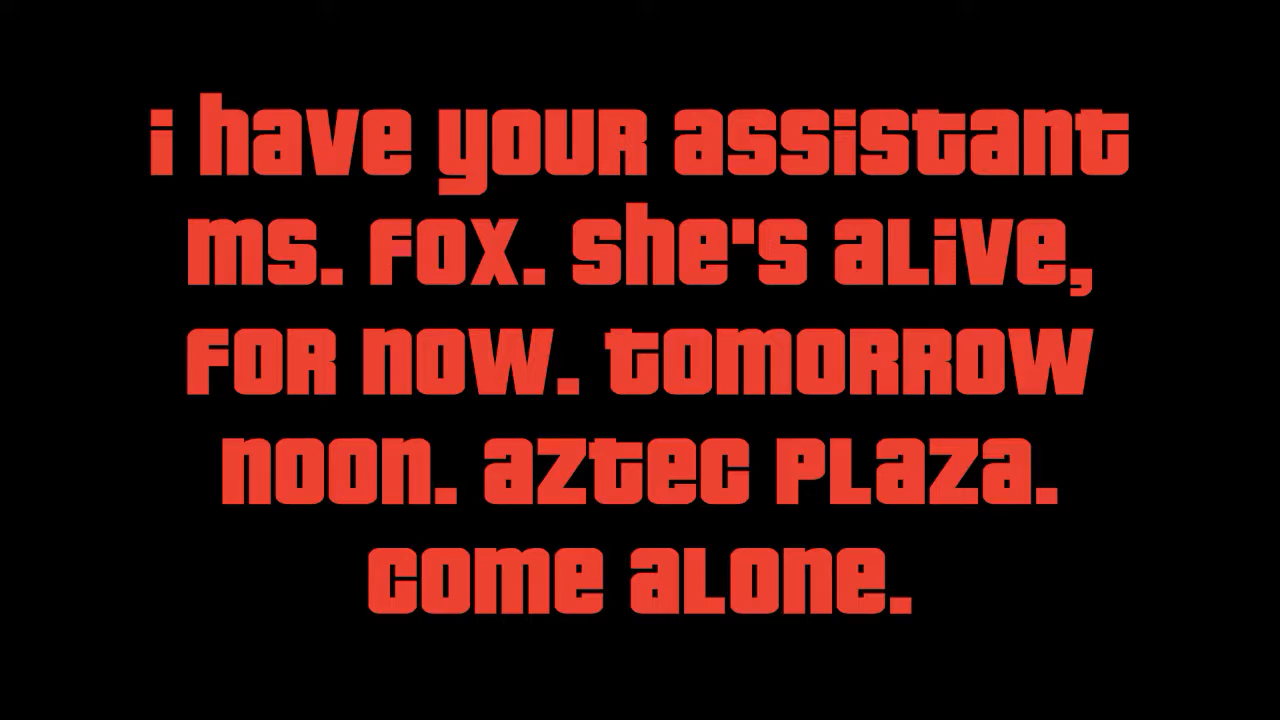 i have your assistant
ms. fox. she's alive,
for now. tomorrow
noon. aztec plaza.
come alone.